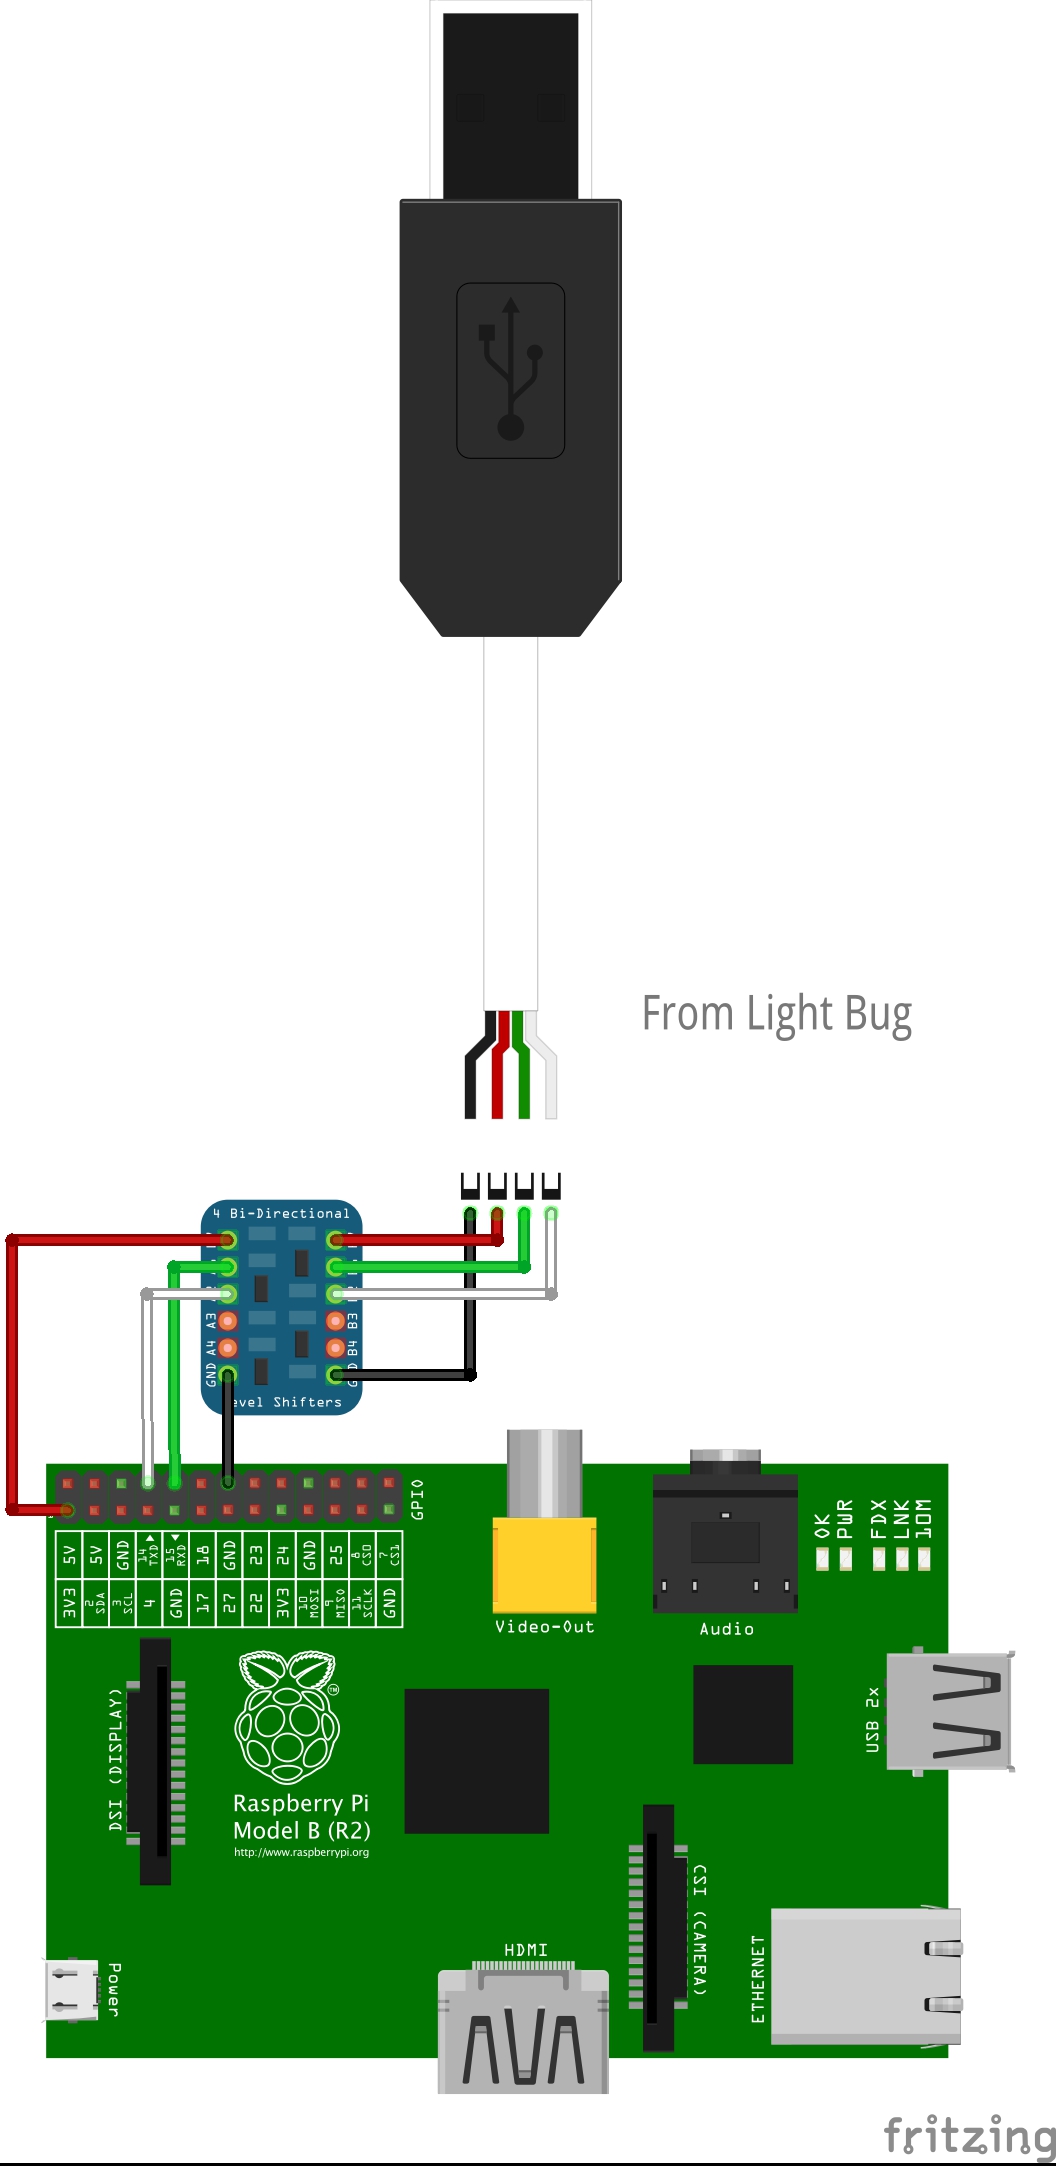 From Light Bug
4 Bi-Directional
A3
B3
A4
B4
GND
evel Shifters
GPIO
5V
5V
GND
14 TXD
15 RXD
18
GND
23
24
GND
25
8 CS0
7 CS1
3V3
2 SDA
3 SCL
4
GND
17
27
22
3V3
10 MOSI
9 MISO
11 SCLK
GND
Video-Out
Audio
OK
PWR
FDX
LNK
10M
DSI (DISPLAY)
TM
Raspberry Pi
Model B (R2)
http://www.raspberrypi.org
USB 2x
CSI (CAMERA)
Power
HDMI
ETHERNET
fritzing